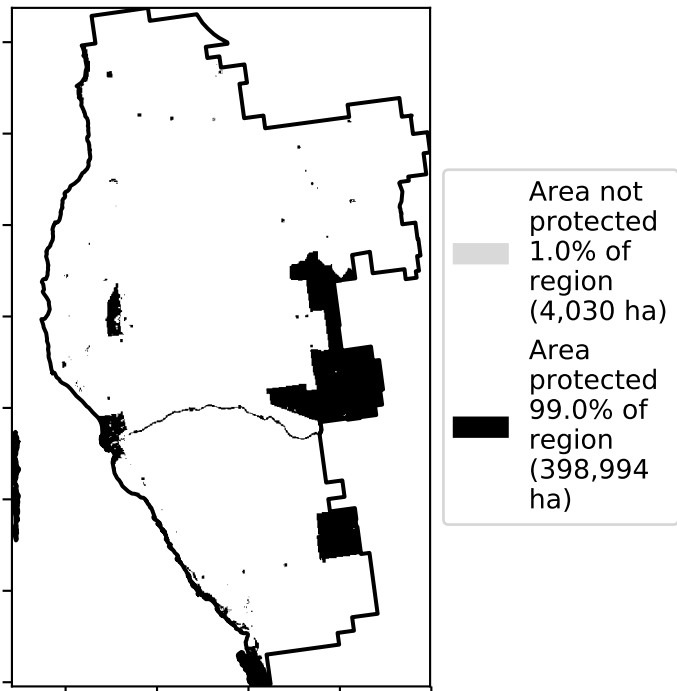 Area not
protected
1.0% of
region
(4,030 ha)
Area
protected
99.0% of
region
(398,994
ha)